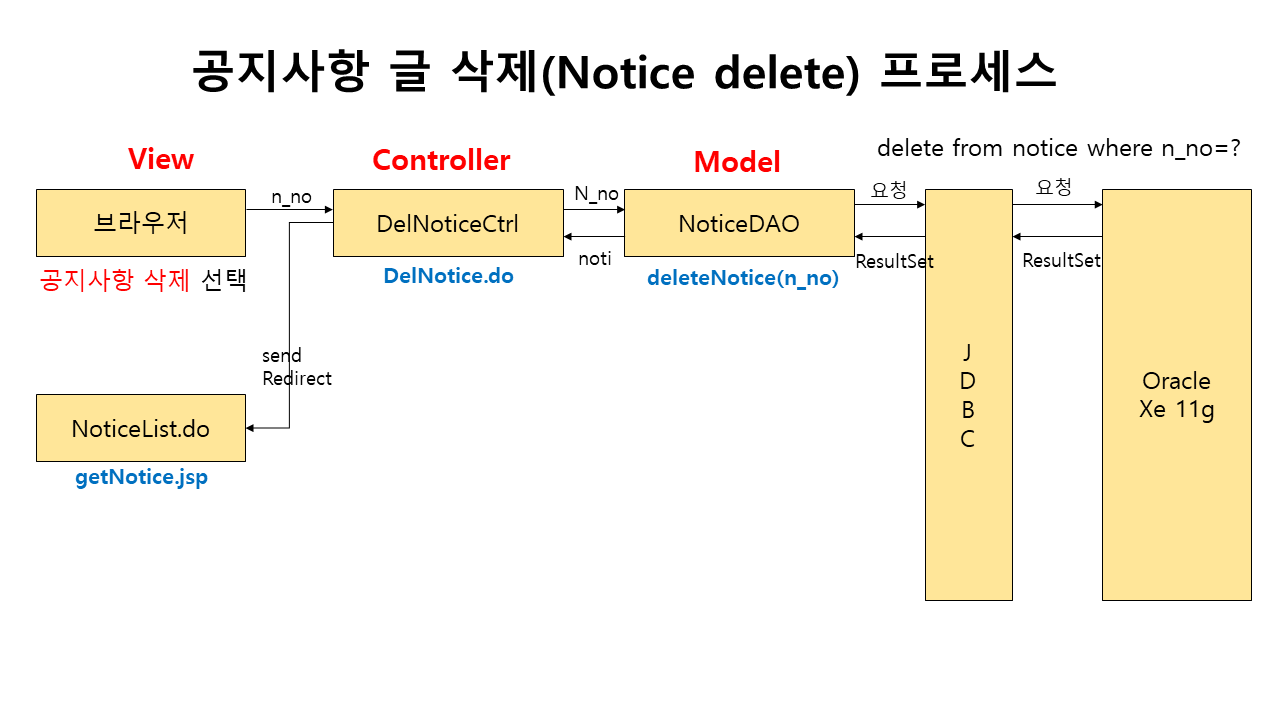 공지사항 글 삭제(Notice delete) 프로세스
delete from notice where n_no=?
View
Controller
Model
브라우저
n_no
DelNoticeCtrl
N_no
NoticeDAO
요청
요청
공지사항 삭제 선택
DelNotice.do
noti
deleteNotice(n_no)
ResultSet
ResultSet
send
Redirect
J
D
B
C
Oracle
Xe 11g
NoticeList.do
getNotice.jsp